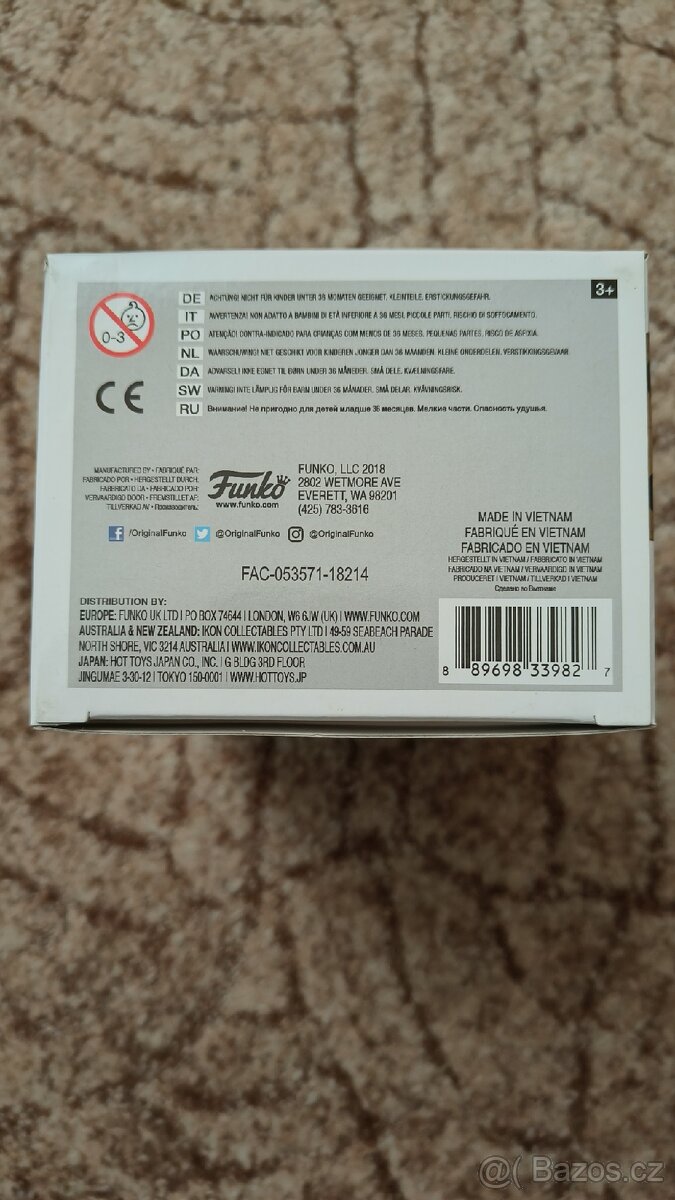 3+
0-3
DE ACHTUNG! NICHT FÜR KINDER UNTER 36 MONATEN GEEIGNET. KLEINTEILE. ERSTICKUNGSGEFAHR.
IT AVVERTENZA! NON ADATTO A BAMBINI DI ETÀ INFERIORE A 36 MESI. PICCOLE PARTI. RISCHIO DI SOFFOCAMENTO.
PO ATENÇÃO! CONTRA-INDICADO PARA CRIANÇAS COM MENOS DE 36 MESES. PEQUENAS PARTES. RISCO DE ASFIXIA.
NL WAARSCHUWING! NIET GESCHIKT VOOR KINDEREN JONGER DAN 36 MAANDEN. KLEINE ONDERDELEN. VERSTIKKINGSGEVAAR.
DA ADVARSEL! IKKE EGNET TIL BØRN UNDER 36 MÅNEDER. SMÅ DELE. KVÆLNINGSFARE.
SW VARNING! INTE LÄMPLIG FÖR BARN UNDER 36 MÅNADER. SMÅ DELAR. KVÄVNINGSRISK.
RU Внимание! Не пригодно для детей младше 36 месяцев. Мелкие части. Опасность удушья.
CE
MANUFACTURED BY • FABRIQUÉ PAR:
FABRICADO POR • HERGESTELLT DURCH:
FABRICATO DA • FABRICADO POR:
VERVAARDIGD DOOR • FREMSTILLET AF:
TILLVERKAD AV • Производитель:
Funko
www.funko.com
FUNKO, LLC 2018
2802 WETMORE AVE
EVERETT, WA 98201
(425) 783-3616
/OriginalFunko @OriginalFunko @OriginalFunko
FAC-053571-18214
MADE IN VIETNAM
FABRIQUÉ EN VIETNAM
FABRICADO EN VIETNAM
HERGESTELLT IN VIETNAM / FABBRICATO IN VIETNAM
FABRICADO NA VIETNAM / VERVAARDIGD IN VIETNAM
PRODUCERET I VIETNAM / TILLVERKAD I VIETNAM
Сделано во Вьетнаме
DISTRIBUTION BY:
EUROPE: FUNKO UK LTD | PO BOX 74644 | LONDON, W6 6JW (UK) | WWW.FUNKO.COM
AUSTRALIA & NEW ZEALAND: IKON COLLECTABLES PTY LTD | 49-59 SEABEACH PARADE
NORTH SHORE, VIC 3214 AUSTRALIA | WWW.IKONCOLLECTABLES.COM.AU
JAPAN: HOT TOYS JAPAN CO., INC. | G BLDG 3RD FLOOR
JINGUMAE 3-30-12 | TOKYO 150-0001 | WWW.HOTTOYS.JP
8 89698 33982 7
@( Bazos.cz